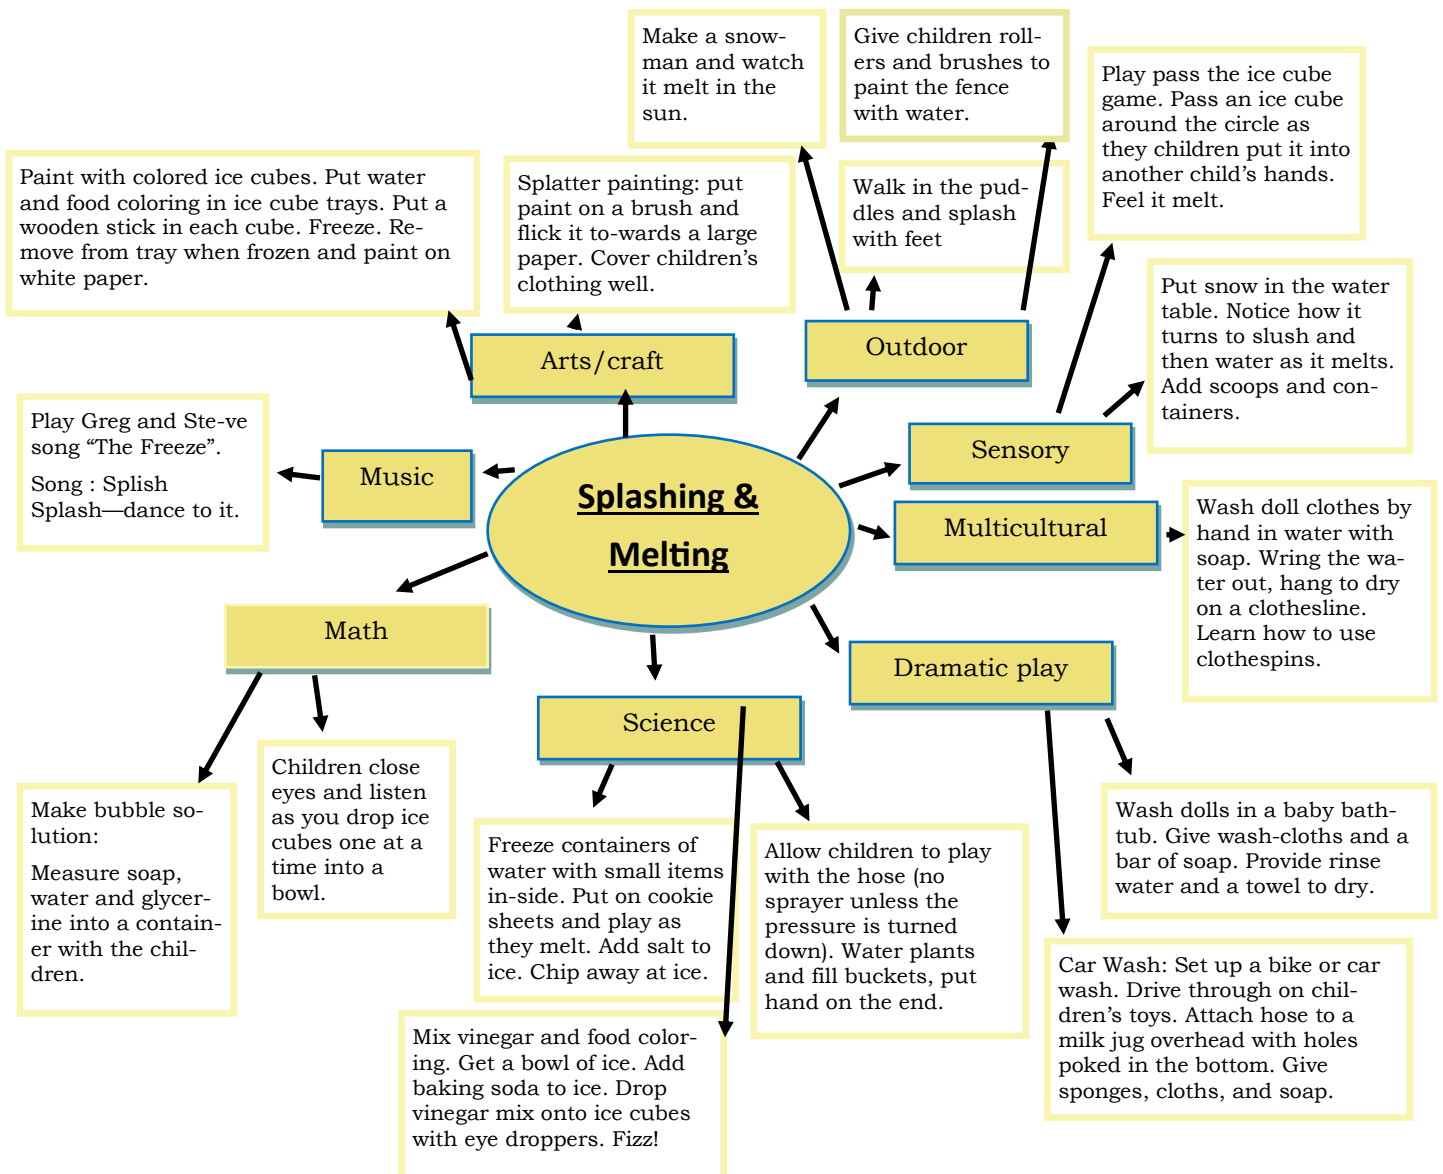 Make a snow-
man and watch
it melt in the
sun.
Give children roll-
ers and brushes to
paint the fence
with water.
Play pass the ice cube
game. Pass an ice cube
around the circle as
they children put it into
another child's hands.
Feel it melt.
Paint with colored ice cubes. Put water
and food coloring in ice cube trays. Put a
wooden stick in each cube. Freeze. Re-
move from tray when frozen and paint on
white paper.
Splatter painting: put
paint on a brush and
flick it to-wards a large
paper. Cover children's
clothing well.
Walk in the pud-
dles and splash
with feet
Put snow in the water
table. Notice how it
turns to slush and
then water as it melts.
Add scoops and con-
tainers.
Arts/craft
Outdoor
Play Greg and Ste-ve
song “The Freeze”.
Song : Splish
Splash—dance to it.
Music
Sensory
Splashing &
Melting
Multicultural
Wash doll clothes by
hand in water with
soap. Wring the wa-
ter out, hang to dry
on a clothesline.
Learn how to use
clothespins.
Math
Dramatic play
Science
Make bubble so-
lution:
Measure soap,
water and glycer-
ine into a contain-
er with the chil-
dren.
Children close
eyes and listen
as you drop ice
cubes one at a
time into a
bowl.
Freeze containers of
water with small items
in-side. Put on cookie
sheets and play as
they melt. Add salt to
ice. Chip away at ice.
Allow children to play
with the hose (no
sprayer unless the
pressure is turned
down). Water plants
and fill buckets, put
hand on the end.
Wash dolls in a baby bath-
tub. Give wash-cloths and a
bar of soap. Provide rinse
water and a towel to dry.
Mix vinegar and food color-
ing. Get a bowl of ice. Add
baking soda to ice. Drop
vinegar mix onto ice cubes
with eye droppers. Fizz!
Car Wash: Set up a bike or car
wash. Drive through on chil-
dren's toys. Attach hose to a
milk jug overhead with holes
poked in the bottom. Give
sponges, cloths, and soap.